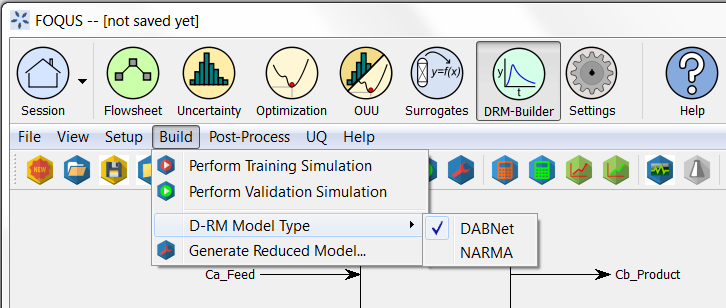 FOQUS -- [not saved yet]
y=f(x)
y
t
?
Session Flowsheet Uncertainty Optimization OUU Surrogates DRM-Builder Settings Help
File View Setup Build Post-Process UQ Help
NEW
Perform Training Simulation
Perform Validation Simulation
D-RM Model Type
DABNet
Generate Reduced Model...
NARMA
Ca_Feed
Cb_Product